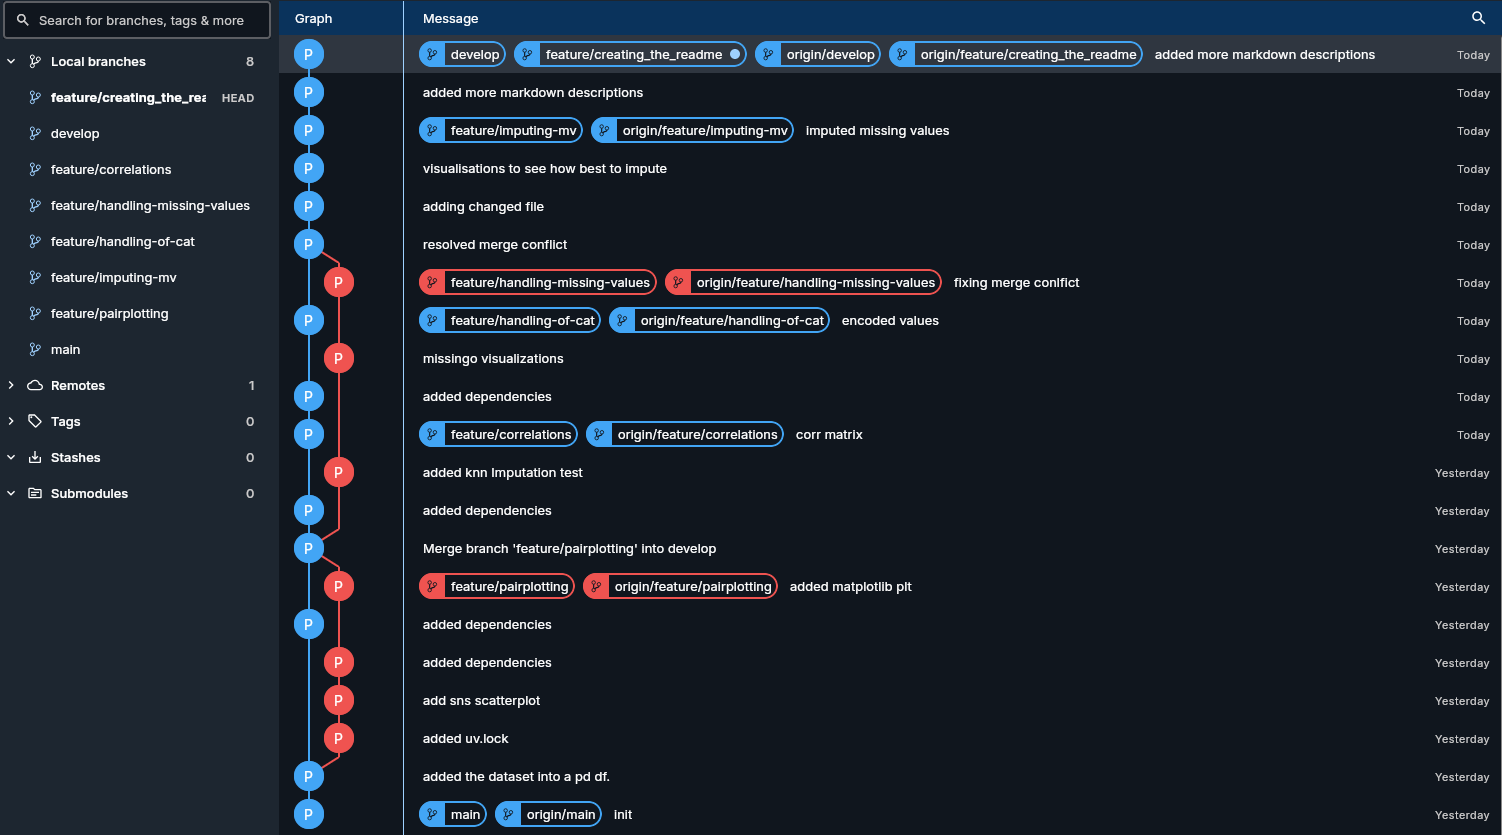 Search for branches, tags & more
Local branches 8
feature/creating_the_rea HEAD
develop
feature/correlations
feature/handling-missing-values
feature/handling-of-cat
feature/imputing-mv
feature/pairplotting
main
Remotes 1
Tags 0
Stashes 0
Submodules 0
Graph Message
P develop feature/creating_the_readme origin/develop origin/feature/creating_the_readme added more markdown descriptions Today
P added more markdown descriptions Today
P feature/imputing-mv origin/feature/imputing-mv imputed missing values Today
P visualisations to see how best to impute Today
P adding changed file Today
P resolved merge conflict Today
P feature/handling-missing-values origin/feature/handling-missing-values fixing merge conlfict Today
P feature/handling-of-cat origin/feature/handling-of-cat encoded values Today
P missingo visualizations Today
P added dependencies Today
P feature/correlations origin/feature/correlations corr matrix Today
P added knn Imputation test Yesterday
P added dependencies Yesterday
P Merge branch 'feature/pairplotting' into develop Yesterday
P feature/pairplotting origin/feature/pairplotting added matplotlib plt Yesterday
P added dependencies Yesterday
P added dependencies Yesterday
P add sns scatterplot Yesterday
P added uv.lock Yesterday
P added the dataset into a pd df. Yesterday
P main origin/main init Yesterday